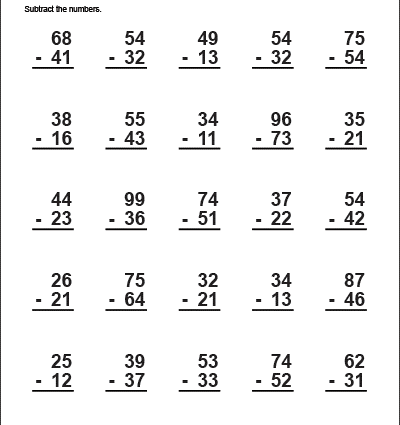 Subtract the numbers.
68 54 49 54 75
- 41 - 32 - 13 - 32 - 54
38 55 34 96 35
- 16 - 43 - 11 - 73 - 21
44 99 74 37 54
- 23 - 36 - 51 - 22 - 42
26 75 32 34 87
- 21 - 64 - 21 - 13 - 46
25 39 53 74 62
- 12 - 37 - 33 - 52 - 31